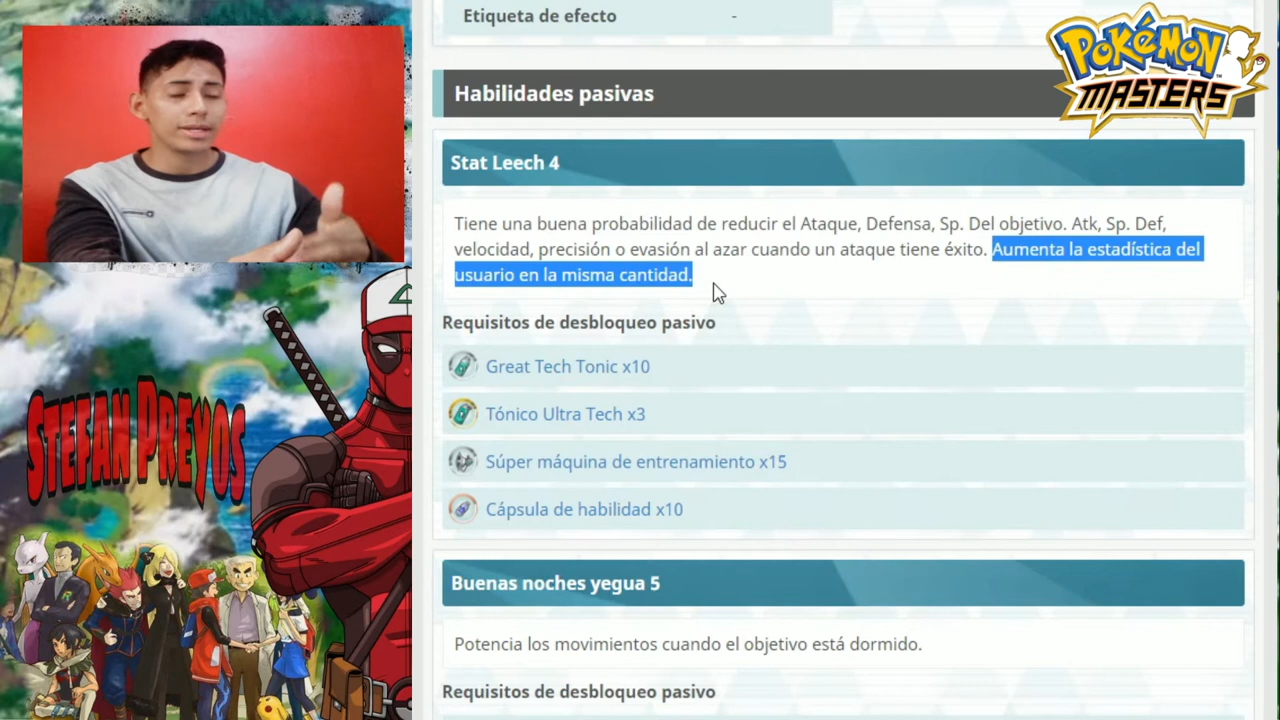 Etiqueta de efecto -
POKéMON
MASTERS
Habilidades pasivas
Stat Leech 4
Tiene una buena probabilidad de reducir el Ataque, Defensa, Sp. Del objetivo. Atk, Sp. Def,
velocidad, precisión o evasión al azar cuando un ataque tiene éxito. Aumenta la estadística del
usuario en la misma cantidad.
Requisitos de desbloqueo pasivo
Great Tech Tonic x10
Tónico Ultra Tech x3
Súper máquina de entrenamiento x15
Cápsula de habilidad x10
Buenas noches yegua 5
Potencia los movimientos cuando el objetivo está dormido.
Requisitos de desbloqueo pasivo
STEFAN PREYOS